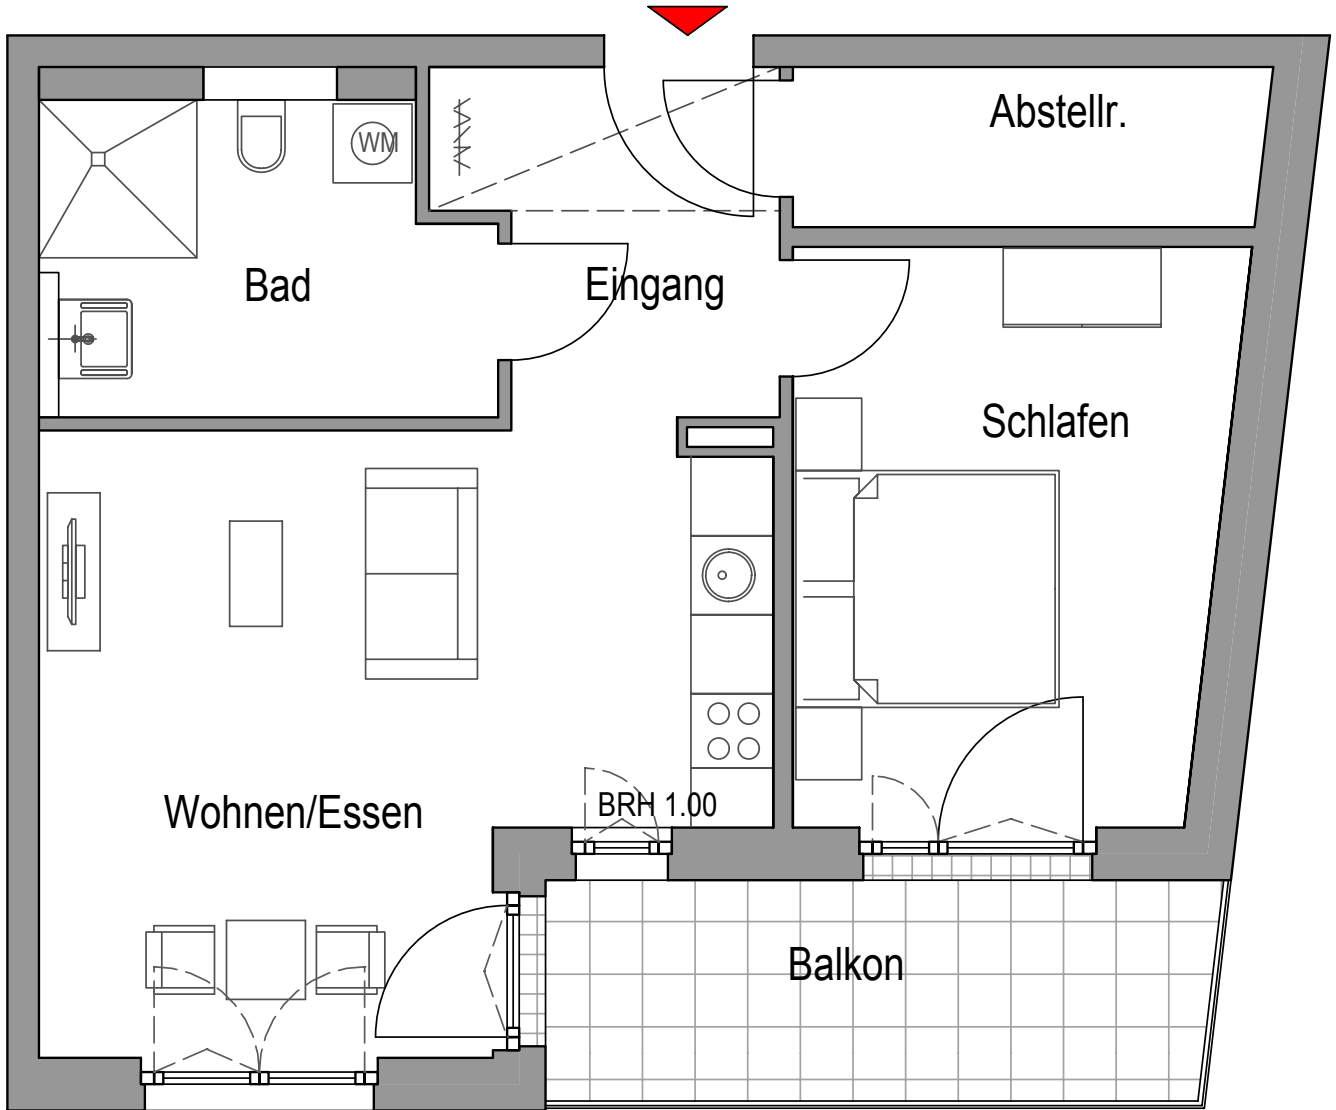 Abstellr.
WM
Bad
Eingang
Schlafen
Wohnen/Essen
BRH 1.00
Balkon